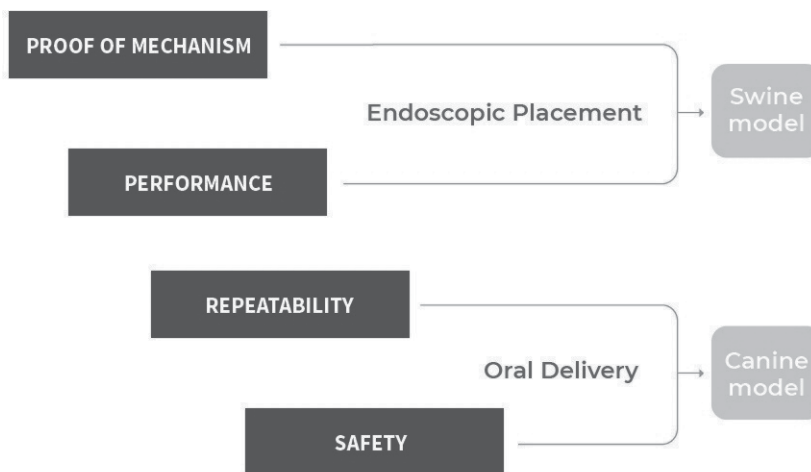 PROOF OF MECHANISM
Endoscopic Placement
Swine
model
PERFORMANCE
REPEATABILITY
Oral Delivery
Canine
model
SAFETY